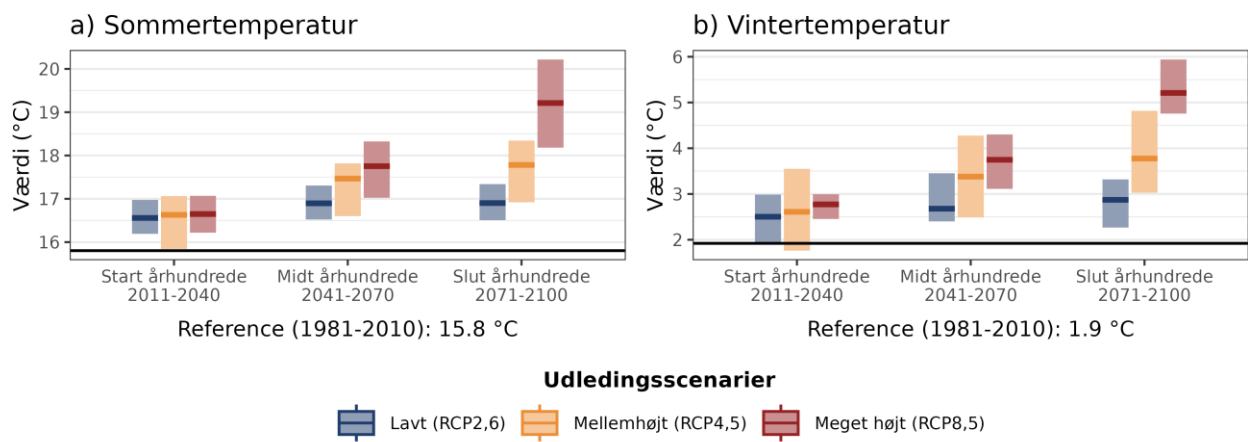 a) Sommertemperatur
Værdi (°C)
20
19
18
17
16
Start århundrede
2011-2040
Midt århundrede
2041-2070
Slut århundrede
2071-2100
Reference (1981-2010): 15.8 °C
b) Vintertemperatur
Værdi (°C)
6
5
4
3
2
Start århundrede
2011-2040
Midt århundrede
2041-2070
Slut århundrede
2071-2100
Reference (1981-2010): 1.9 °C
Udledingsscenarier
Lavt (RCP2,6)
Mellemhøjt (RCP4,5)
Meget højt (RCP8,5)